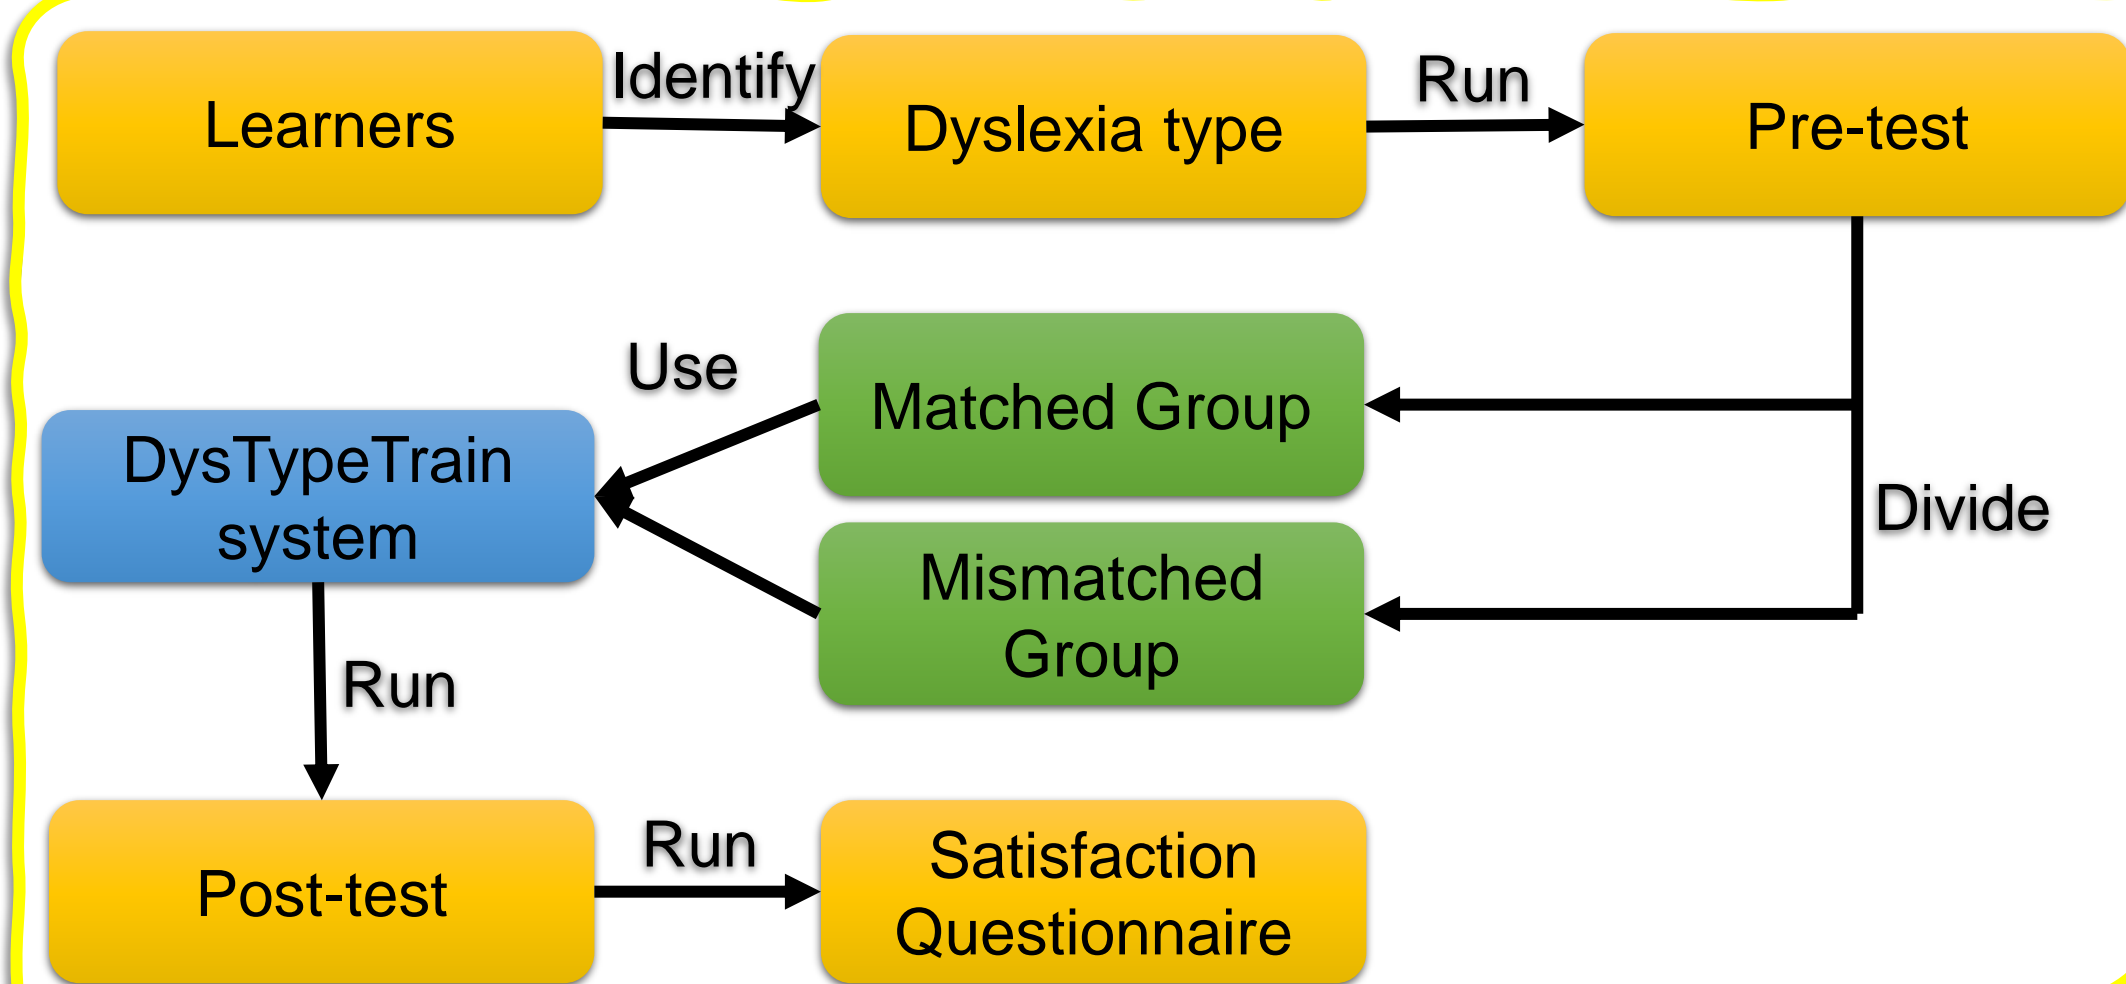 Learners
Identify
Dyslexia type
Run
Pre-test
Divide
Matched Group
Mismatched
Group
Use
DysTypeTrain
system
Run
Post-test
Run
Satisfaction
Questionnaire